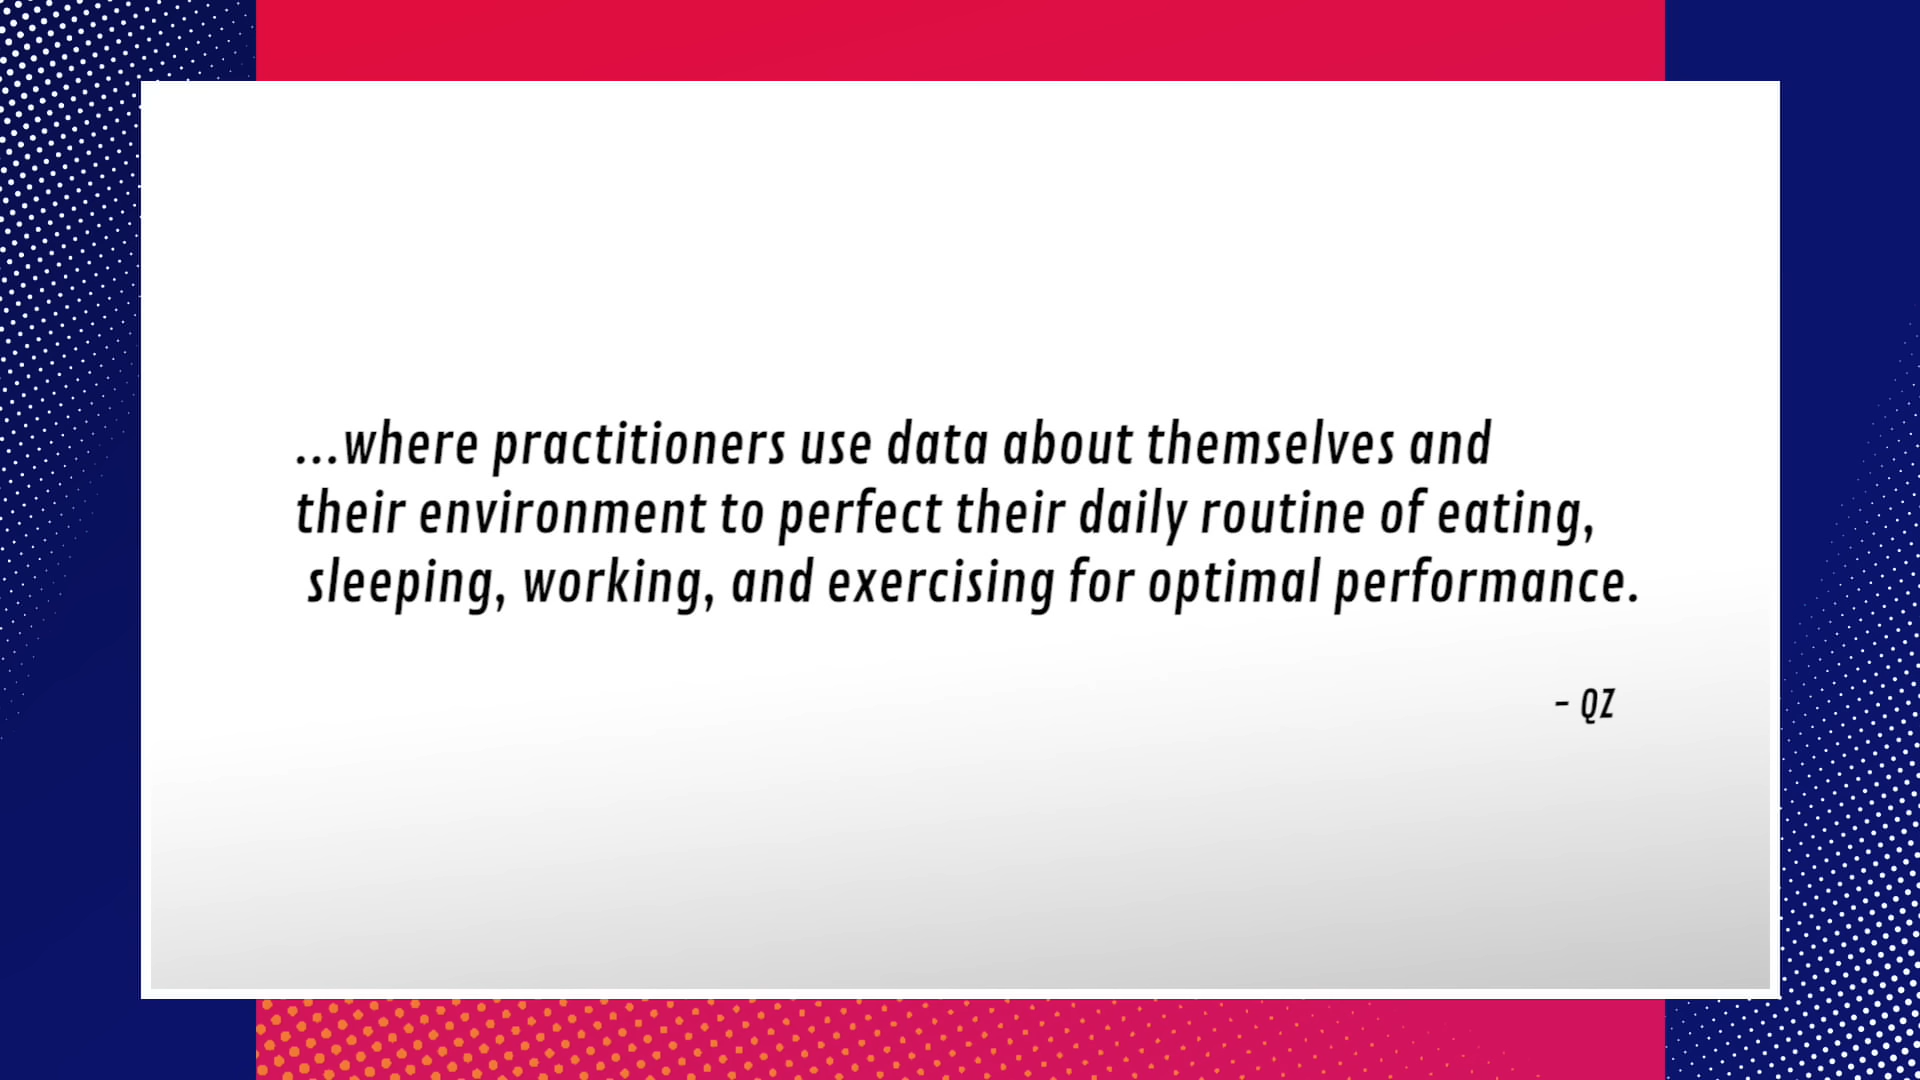 ...where practitioners use data about themselves and
their environment to perfect their daily routine of eating,
sleeping, working, and exercising for optimal performance.
- QZ